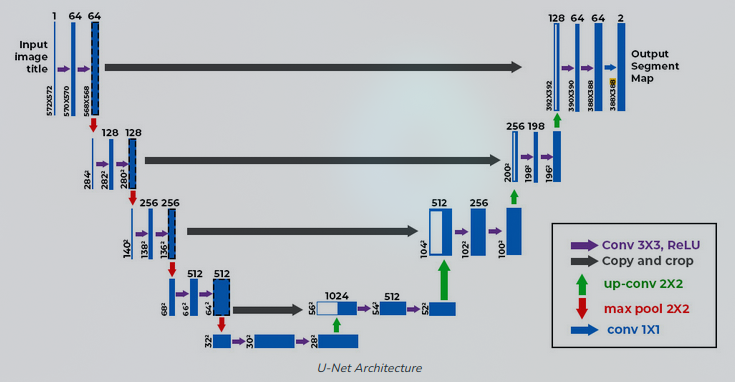 1 64 64
128 64 64 2
Input
image
title
Output
Segment
Map
572X572
570X570
568X568
392X392
390X390
388X388
388X388
128 128
256 198
284²
282²
280²
200²
198²
196²
256 256
512 256
140²
138²
136²
104²
102²
100²
512 512
1024
512
68²
66²
64²
56²
54²
52²
32²
30²
28²
Conv 3X3, ReLU
Copy and crop
up-conv 2X2
max pool 2X2
conv 1X1
U-Net Architecture